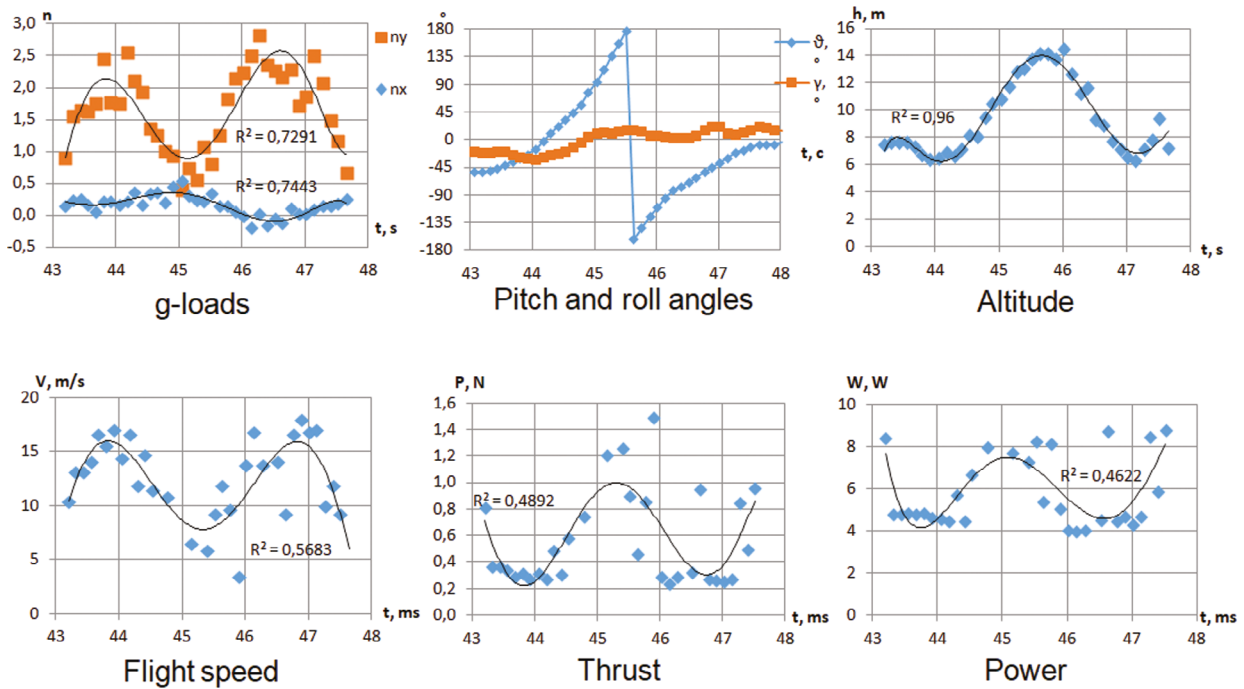 n
3,0
2,5
2,0
1,5
1,0
0,5
0,0
-0,5
ny
nx
R² = 0,7291
R² = 0,7443
t, s
43 44 45 46 47 48
g-loads
°
180
135
90
45
0
-45
-90
-135
-180
ϑ, °
γ, °
t, c
43 44 45 46 47 48
Pitch and roll angles
h, m
16
14
12
10
8
6
4
2
0
R² = 0,96
43 44 45 46 47 48
t, s
Altitude
V, m/s
20
15
10
5
0
R² = 0,5683
t, ms
43 44 45 46 47 48
Flight speed
P, N
1,6
1,4
1,2
1,0
0,8
0,6
0,4
0,2
0,0
R² = 0,4892
t, ms
43 44 45 46 47 48
Thrust
W, W
10
8
6
4
2
0
R² = 0,4622
t, ms
43 44 45 46 47 48
Power